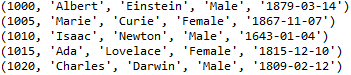 (1000, 'Albert', 'Einstein', 'Male', '1879-03-14')
(1005, 'Marie', 'Curie', 'Female', '1867-11-07')
(1010, 'Isaac', 'Newton', 'Male', '1643-01-04')
(1015, 'Ada', 'Lovelace', 'Female', '1815-12-10')
(1020, 'Charles', 'Darwin', 'Male', '1809-02-12')